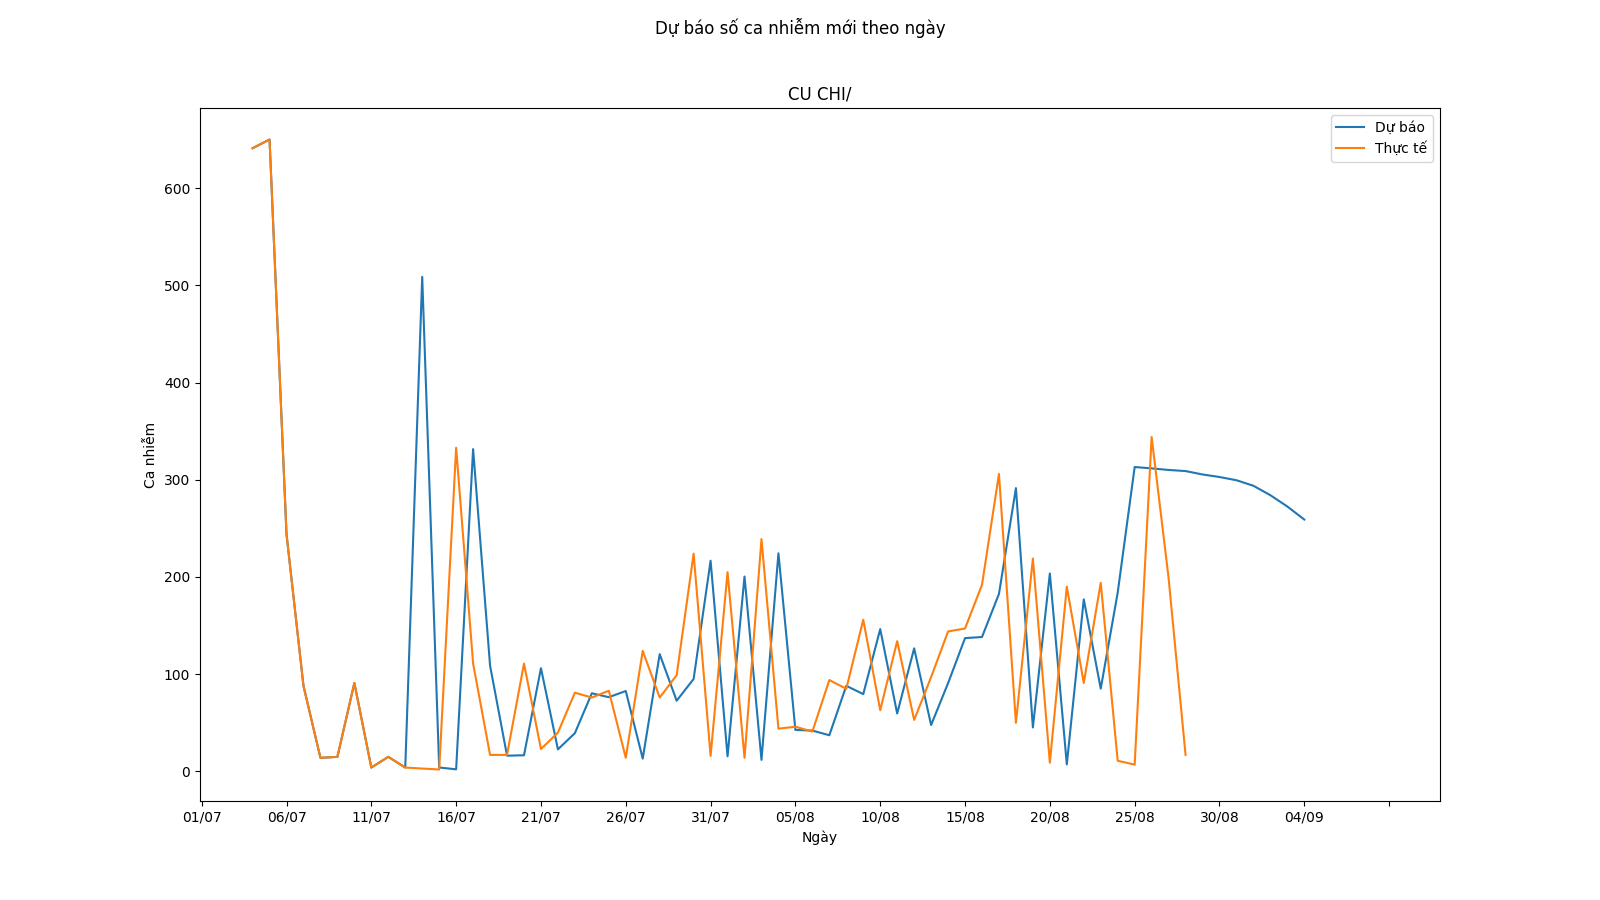 Dự báo số ca nhiễm mới theo ngày
CU CHI/
Dự báo
Thực tế
600
500
400
300
200
100
0
Ca nhiễm
01/07 06/07 11/07 16/07 21/07 26/07 31/07 05/08 10/08 15/08 20/08 25/08 30/08 04/09
Ngày